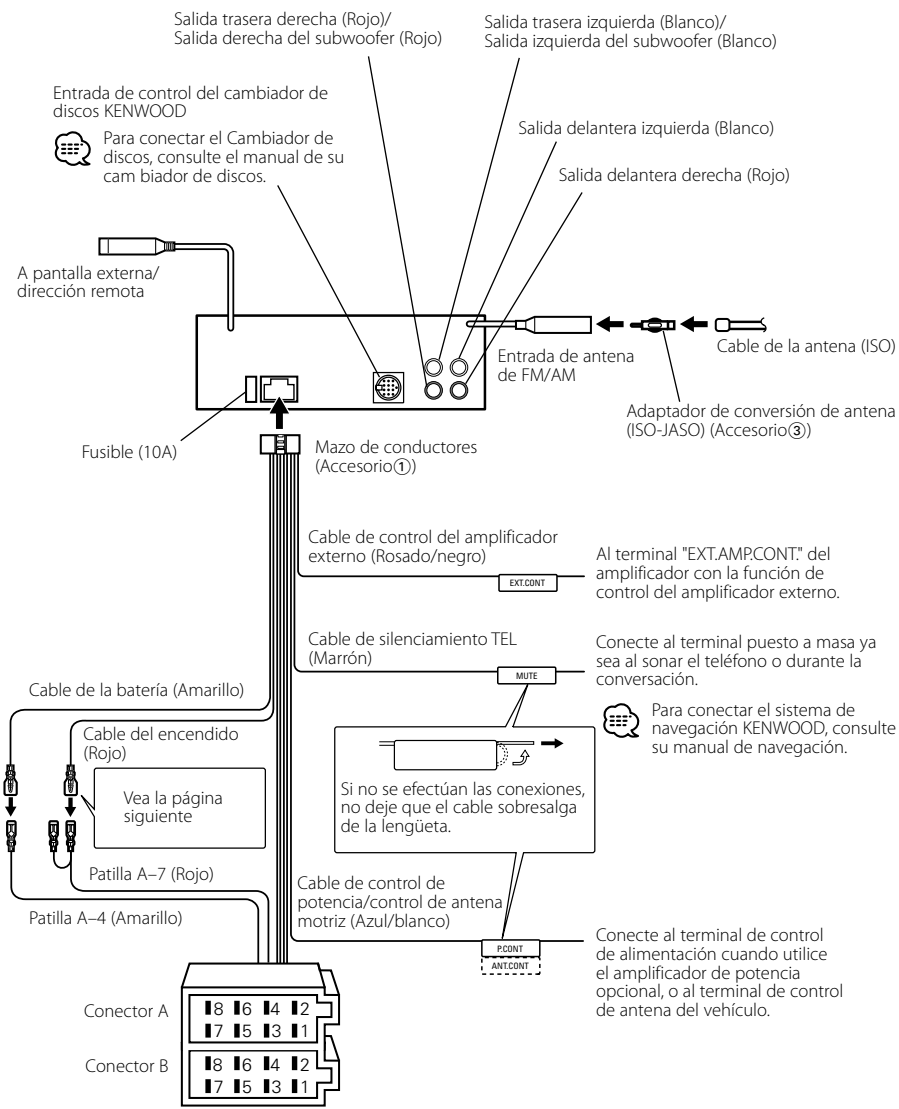 Salida trasera derecha (Rojo)/
Salida derecha del subwoofer (Rojo)
Salida trasera izquierda (Blanco)/
Salida izquierda del subwoofer (Blanco)
Entrada de control del cambiador de
discos KENWOOD
Para conectar el Cambiador de
discos, consulte el manual de su
cam biador de discos.
Salida delantera izquierda (Blanco)
Salida delantera derecha (Rojo)
A pantalla externa/
dirección remota
Entrada de antena
de FM/AM
Cable de la antena (ISO)
Adaptador de conversión de antena
(ISO-JASO) (Accesorio③)
Fusible (10A)
Mazo de conductores
(Accesorio①)
Cable de control del amplificador
externo (Rosado/negro)
EXT.CONT
Al terminal "EXT.AMP.CONT." del
amplificador con la función de
control del amplificador externo.
Cable de silenciamiento TEL
(Marrón)
MUTE
Conecte al terminal puesto a masa ya
sea al sonar el teléfono o durante la
conversación.
Para conectar el sistema de
navegación KENWOOD, consulte
su manual de navegación.
Cable de la batería (Amarillo)
Cable del encendido
(Rojo)
Vea la página
siguiente
Si no se efectúan las conexiones,
no deje que el cable sobresalga
de la lengüeta.
Patilla A–7 (Rojo)
Patilla A–4 (Amarillo)
Cable de control de
potencia/control de antena
motriz (Azul/blanco)
P.CONT
ANT.CONT
Conecte al terminal de control
de alimentación cuando utilice
el amplificador de potencia
opcional, o al terminal de control
de antena del vehículo.
Conector A
8 6 4 2
7 5 3 1
Conector B
8 6 4 2
7 5 3 1